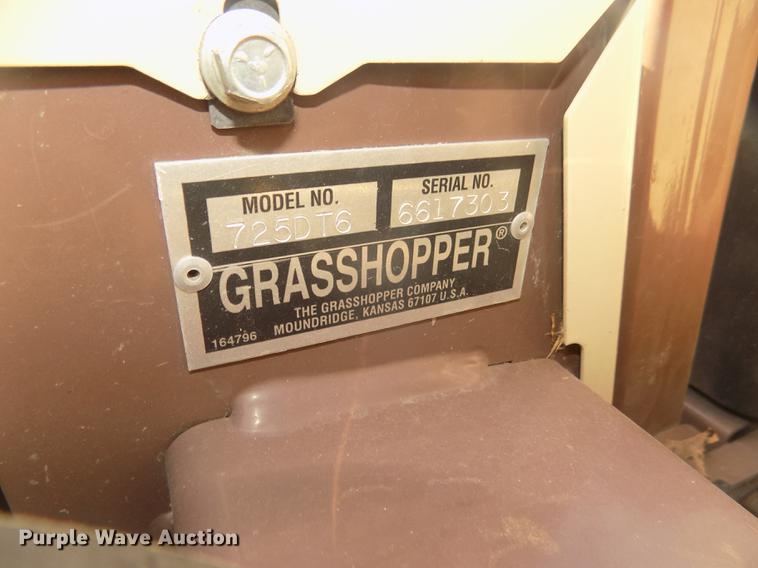 MODEL NO.
725DT6
SERIAL NO.
6617303
GRASSHOPPER®
THE GRASSHOPPER COMPANY
MOUNDRIDGE, KANSAS 67107 U.S.A.
164796
Purple Wave Auction®